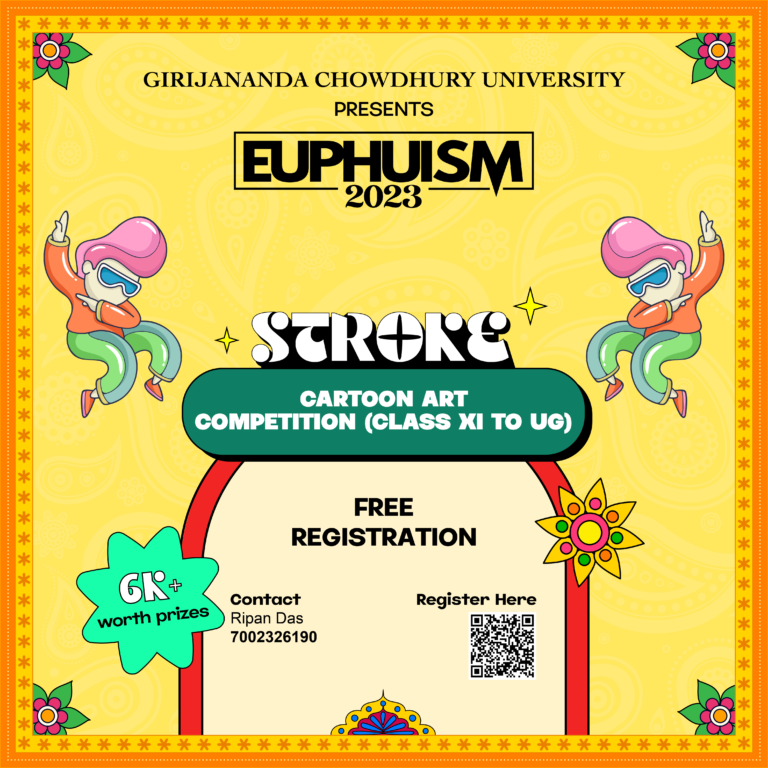 GIRIJANANDA CHOWDHURY UNIVERSITY
PRESENTS
EUPHUISM
2023
STROKE
CARTOON ART
COMPETITION (CLASS XI TO UG)
FREE
REGISTRATION
6K+
worth prizes
Contact
Ripan Das
7002326190
Register Here